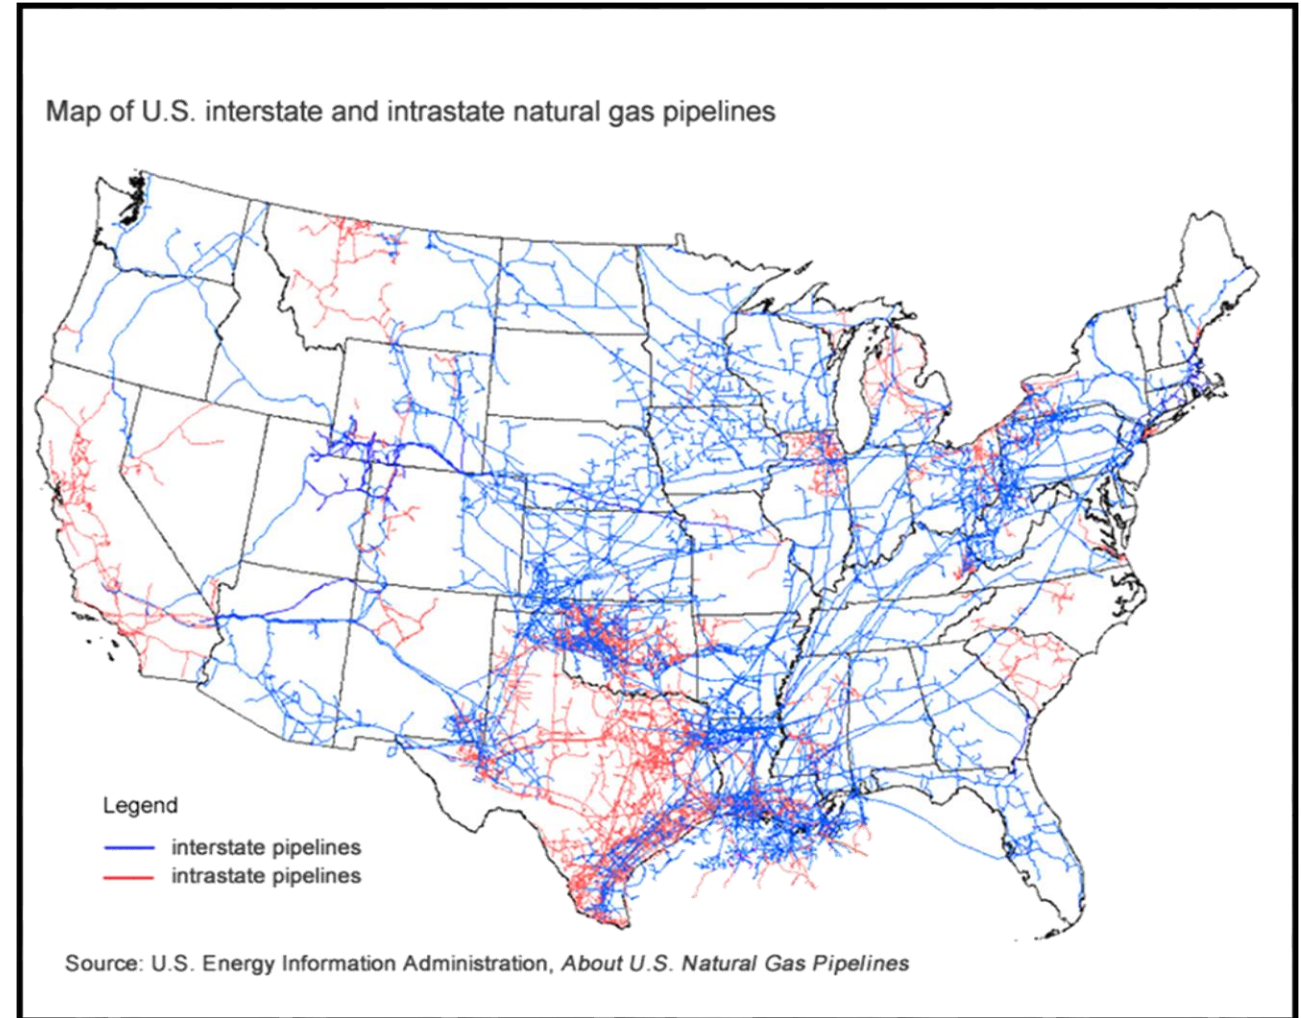 Map of U.S. interstate and intrastate natural gas pipelines
Legend
interstate pipelines
intrastate pipelines
Source: U.S. Energy Information Administration, About U.S. Natural Gas Pipelines